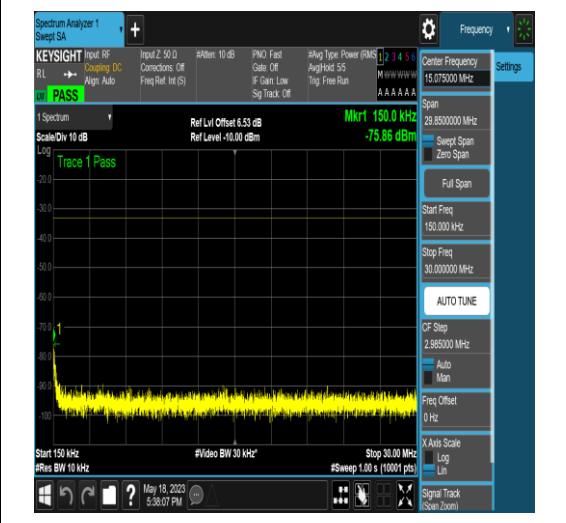 Spectrum Analyzer 1
Swept SA
+
Frequency
KEYSIGHT
RL
PASS
Input: RF
Coupling: DC
Align: Auto
Input Z: 50 Ω
Corrections: Off
Freq Ref: Int (S)
#Atten: 10 dB
PNO: Fast
Gate: Off
IF Gain: Low
Sig Track: Off
#Avg Type: Power (RMS)
Avg|Hold: 5/5
Trig: Free Run
1 2 3 4 5 6
M W W W W W
A A A A A A
1 Spectrum
Scale/Div 10 dB
Ref Lvl Offset 6.53 dB
Ref Level -10.00 dBm
Mkr1 150.0 kHz
-75.86 dBm
Log
Trace 1 Pass
-20.0
-30.0
-40.0
-50.0
-60.0
-70.0
1
-80.0
-90.0
-100
Start 150 kHz
#Res BW 10 kHz
#Video BW 30 kHz*
Stop 30.00 MHz
#Sweep 1.00 s (10001 pts)
?
May 18, 2023
5:38:07 PM
Center Frequency
15.075000 MHz
Span
29.8500000 MHz
Swept Span
Zero Span
Full Span
Start Freq
150.000 kHz
Stop Freq
30.000000 MHz
AUTO TUNE
CF Step
2.985000 MHz
Auto
Man
Freq Offset
0 Hz
X Axis Scale
Log
Lin
Signal Track
(Span Zoom)
Settings